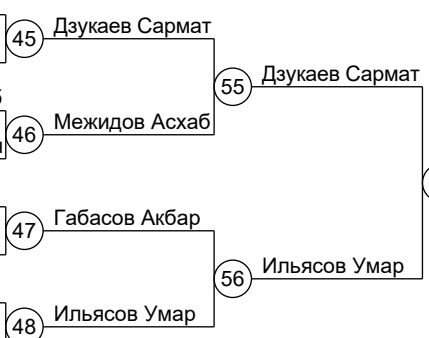 45 Дзукаев Сармат
55 Дзукаев Сармат
46 Межидов Асхаб
47 Габасов Акбар
56 Ильясов Умар
48 Ильясов Умар